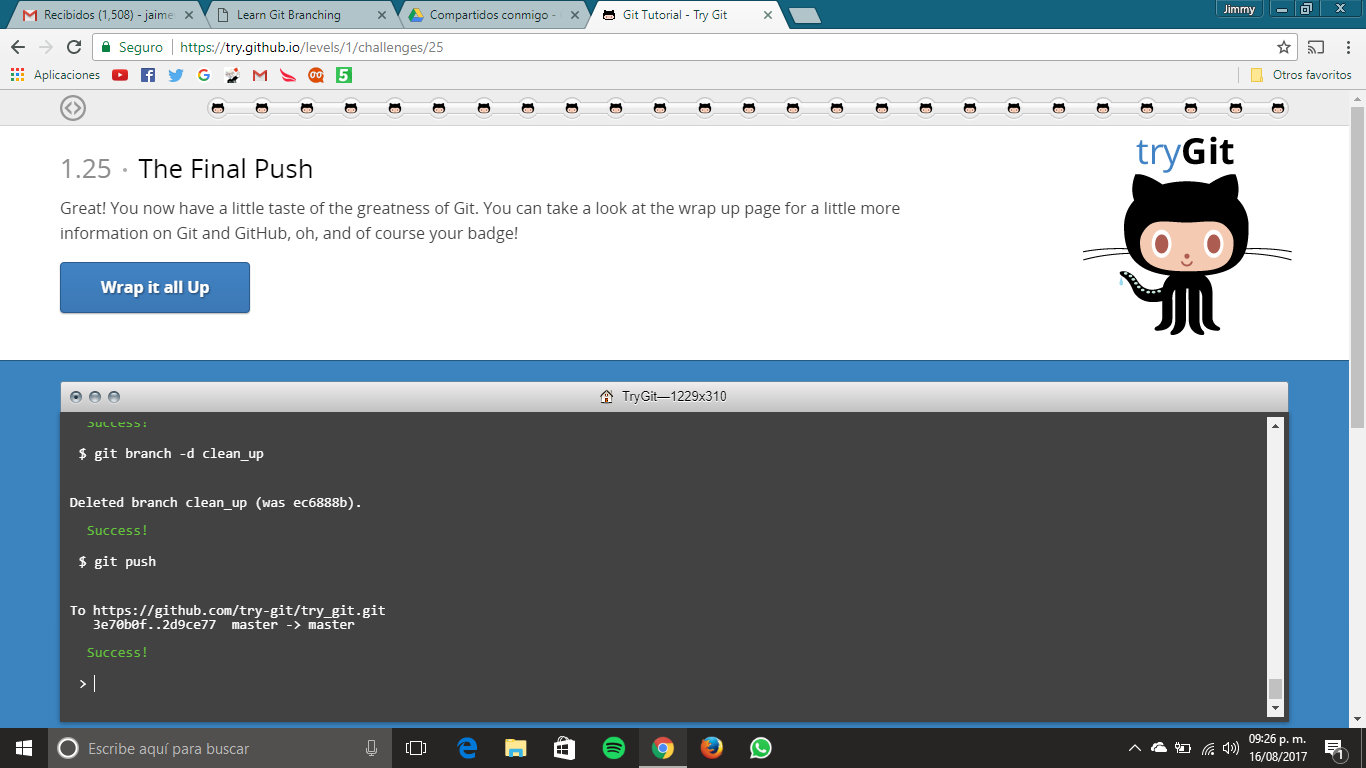 Recibidos (1,508) - jaime
Learn Git Branching
Compartidos conmigo -
Git Tutorial - Try Git
Jimmy
Seguro
https://try.github.io/levels/1/challenges/25
Aplicaciones
5
Otros favoritos
tryGit
1.25 · The Final Push
Great! You now have a little taste of the greatness of Git. You can take a look at the wrap up page for a little more
information on Git and GitHub, oh, and of course your badge!
Wrap it all Up
TryGit—1229x310
Success!
$ git branch -d clean_up
Deleted branch clean_up (was ec6888b).
Success!
$ git push
To https://github.com/try-git/try_git.git
3e70b0f..2d9ce77 master -> master
Success!
>
Escribe aquí para buscar
09:26 p. m.
16/08/2017
1